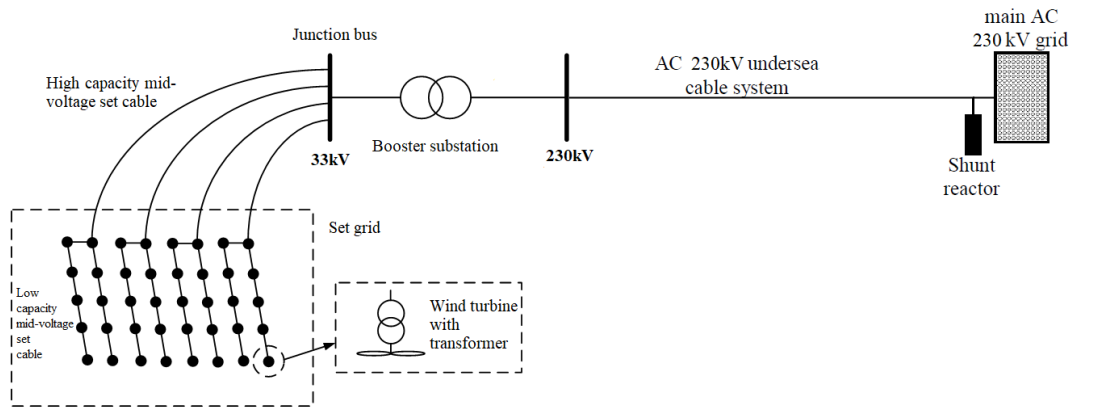 main AC
230 kV grid
Junction bus
High capacity mid-
voltage set cable
AC 230kV undersea
cable system
Booster substation
33kV
230kV
Shunt
reactor
Set grid
Low
capacity
mid-voltage
set
cable
Wind turbine
with
transformer